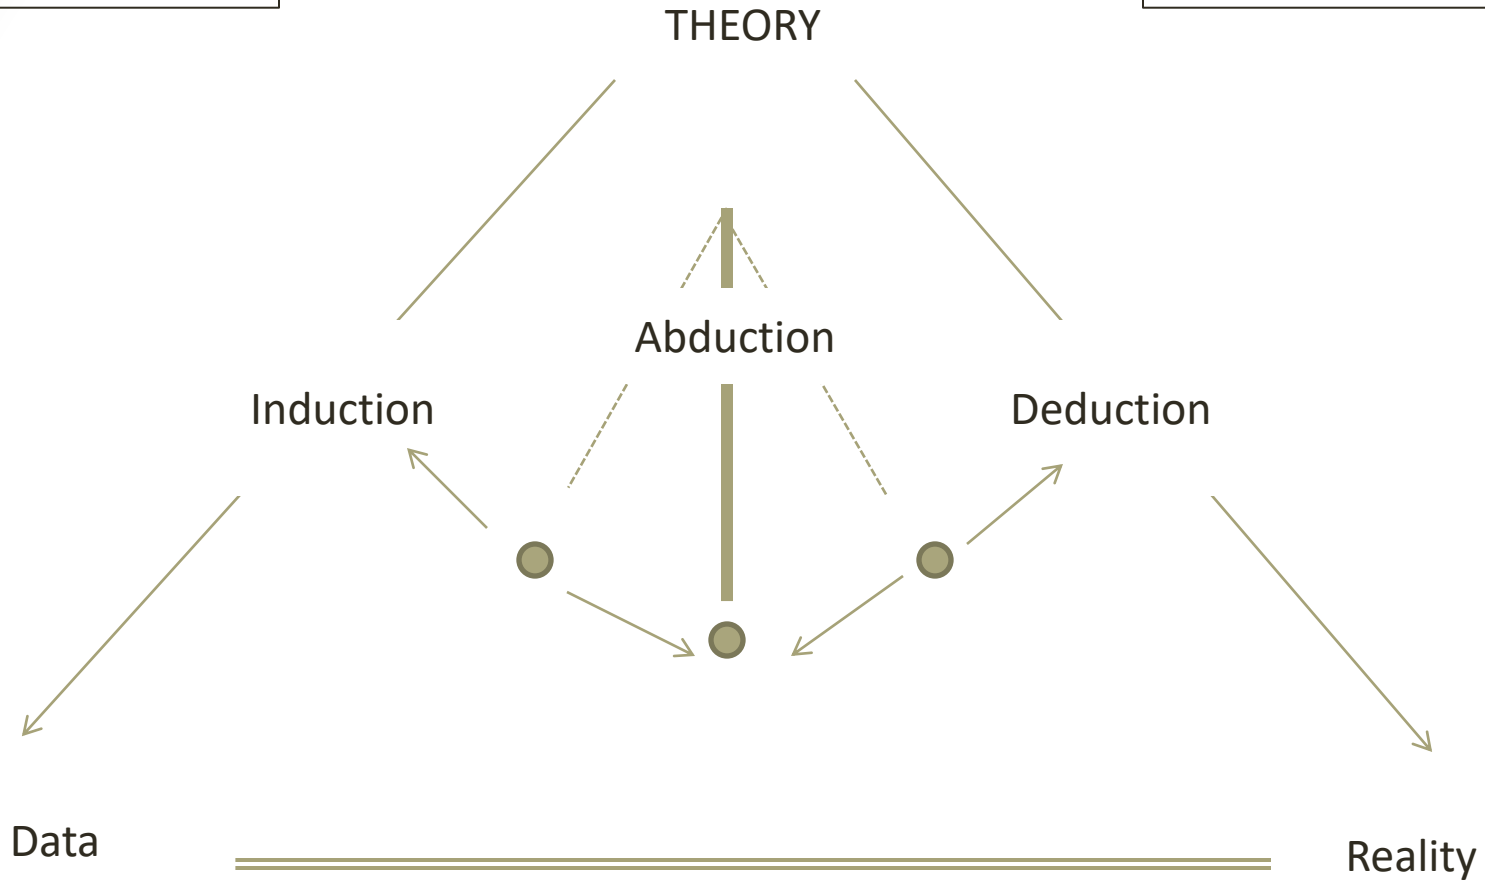 THEORY
Abduction
Induction
Deduction
Data
Reality